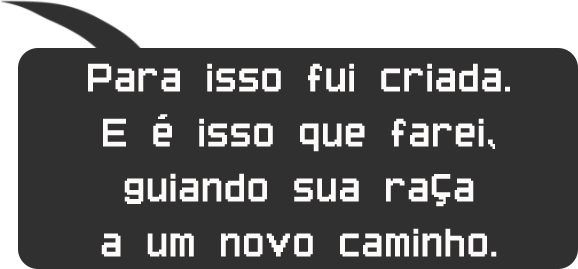 Para isso fui criada.
E é isso que farei,
guiando sua raça
a um novo caminho.